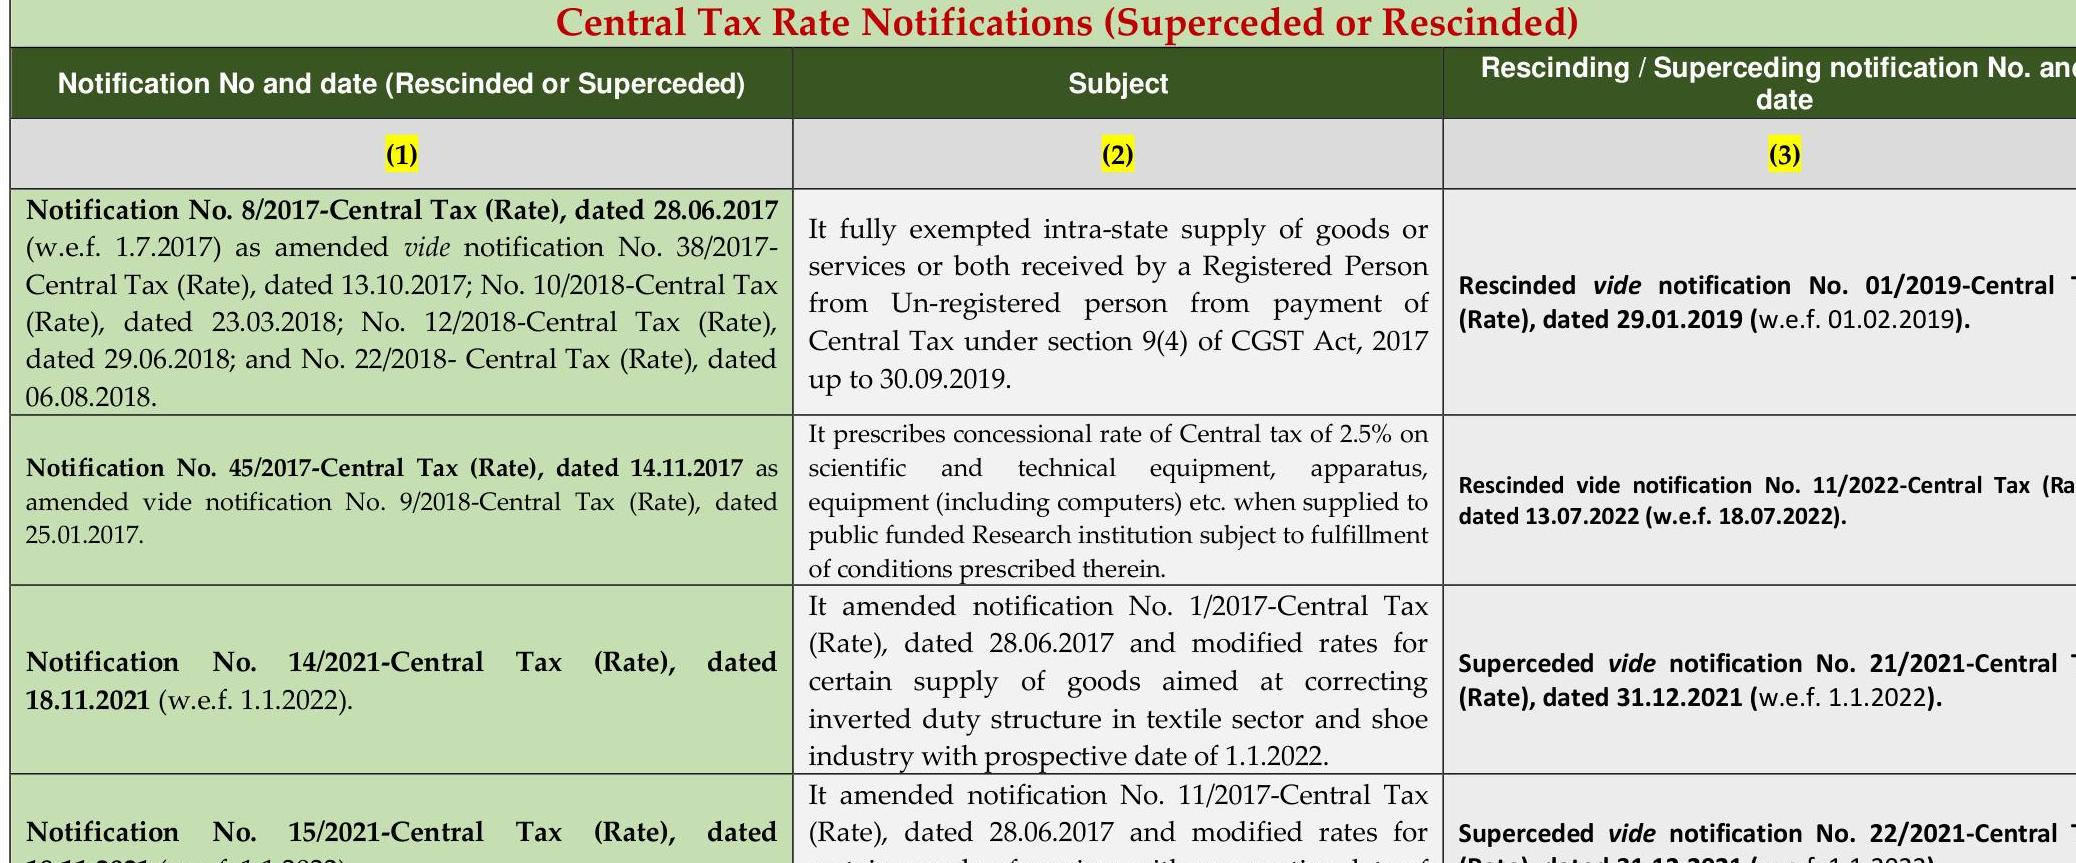 Central Tax Rate Notifications (Superceded or Rescinded)
Notification No and date (Rescinded or Superceded)
Subject
Rescinding / Superceding notification No.
date
(1)
(2)
(3)
Notification No. 8/2017-Central Tax (Rate), dated 28.06.2017
(w.e.f. 1.7.2017) as amended vide notification No. 38/2017-
Central Tax (Rate), dated 13.10.2017; No. 10/2018-Central Tax
(Rate), dated 23.03.2018; No. 12/2018-Central Tax (Rate),
dated 29.06.2018; and No. 22/2018- Central Tax (Rate), dated
06.08.2018.
It fully exempted intra-state supply of goods or
services or both received by a Registered Person
from Un-registered person from payment of
Central Tax under section 9(4) of CGST Act, 2017
up to 30.09.2019.
Rescinded vide notification No. 01/2019-Central
(Rate), dated 29.01.2019 (w.e.f. 01.02.2019).
Notification No. 45/2017-Central Tax (Rate), dated 14.11.2017 as
amended vide notification No. 9/2018-Central Tax (Rate), dated
25.01.2017.
It prescribes concessional rate of Central tax of 2.5% on
scientific and technical equipment, apparatus,
equipment (including computers) etc. when supplied to
public funded Research institution subject to fulfillment
of conditions prescribed therein.
Rescinded vide notification No. 11/2022-Central Tax
dated 13.07.2022 (w.e.f. 18.07.2022).
Notification No. 14/2021-Central Tax (Rate), dated
18.11.2021 (w.e.f. 1.1.2022).
It amended notification No. 1/2017-Central Tax
(Rate), dated 28.06.2017 and modified rates for
certain supply of goods aimed at correcting
inverted duty structure in textile sector and shoe
industry with prospective date of 1.1.2022.
Superceded vide notification No. 21/2021-Central
(Rate), dated 31.12.2021 (w.e.f. 1.1.2022).
Notification No. 15/2021-Central Tax (Rate), dated
It amended notification No. 11/2017-Central Tax
(Rate), dated 28.06.2017 and modified rates for
Superceded vide notification No. 22/2021-Central